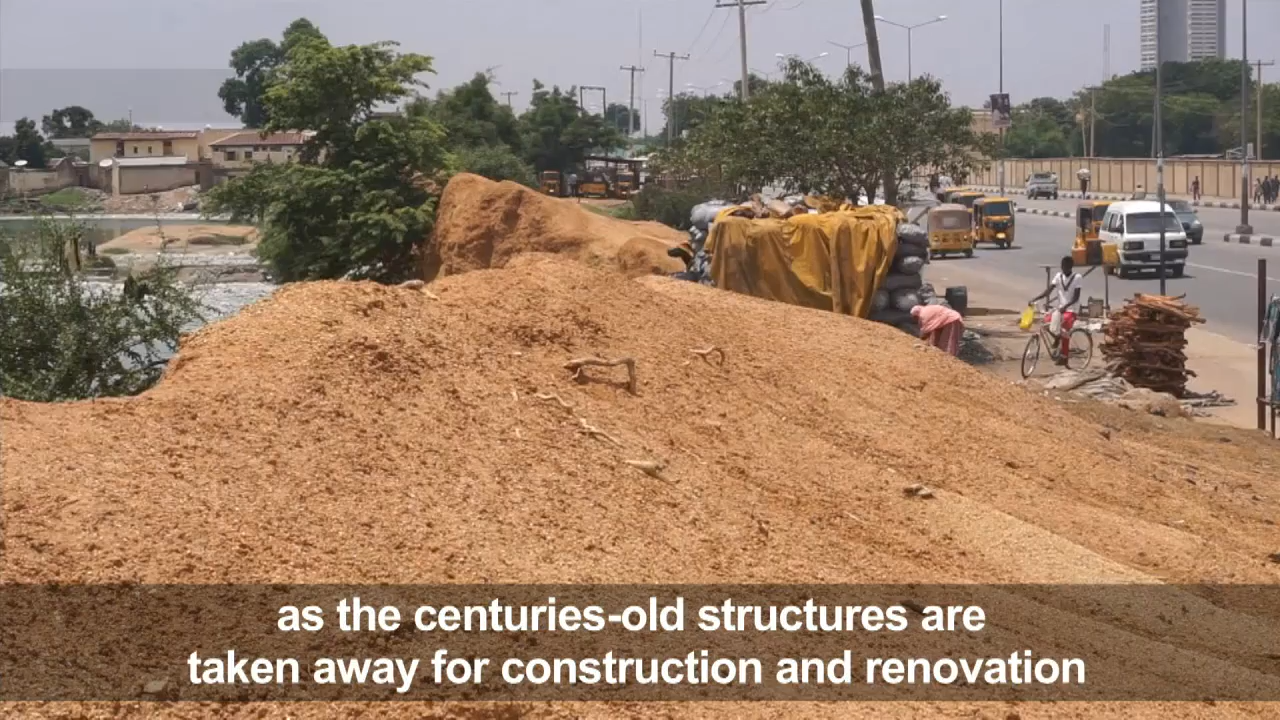 as the centuries-old structures are
taken away for construction and renovation